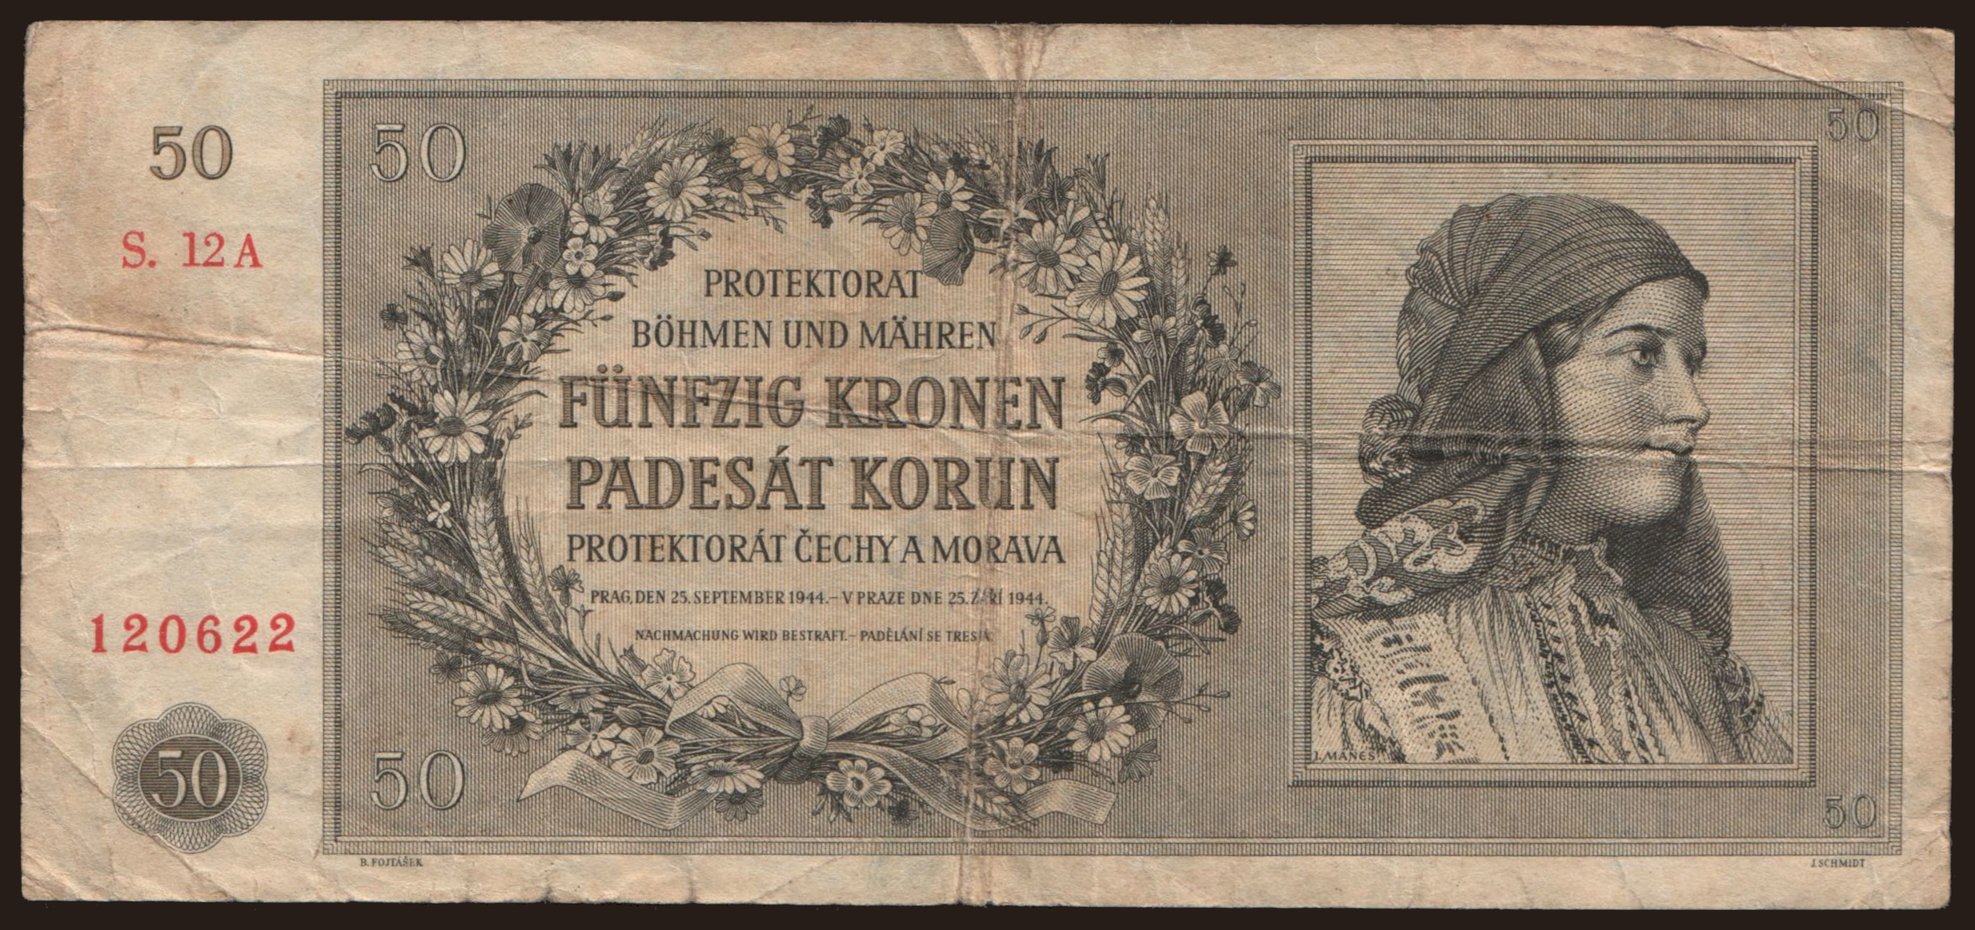 50
S. 12 A
120622
50
50
50
PROTEKTORAT
BÖHMEN UND MÄHREN
FÜNFZIG KRONEN
PADESÁT KORUN
PROTEKTORÁT ČECHY A MORAVA
PRAG, DEN 25. SEPTEMBER 1944. – V PRAZE DNE 25. ZÁŘÍ 1944.
NACHMACHUNG WIRD BESTRAFT. – PADĚLÁNÍ SE TRESTÁ.
50
50
J. MÁNES
B. FOJTÁŠEK
J. SCHMIDT